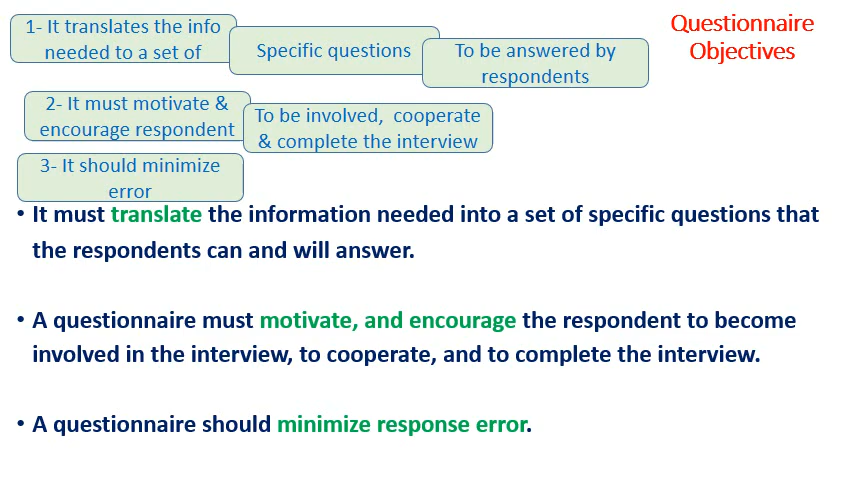 Questionnaire
Objectives
1- It translates the info
needed to a set of
Specific questions
To be answered by
respondents
2- It must motivate &
encourage respondent
To be involved, cooperate
& complete the interview
3- It should minimize
error
• It must translate the information needed into a set of specific questions that
the respondents can and will answer.
• A questionnaire must motivate, and encourage the respondent to become
involved in the interview, to cooperate, and to complete the interview.
• A questionnaire should minimize response error.